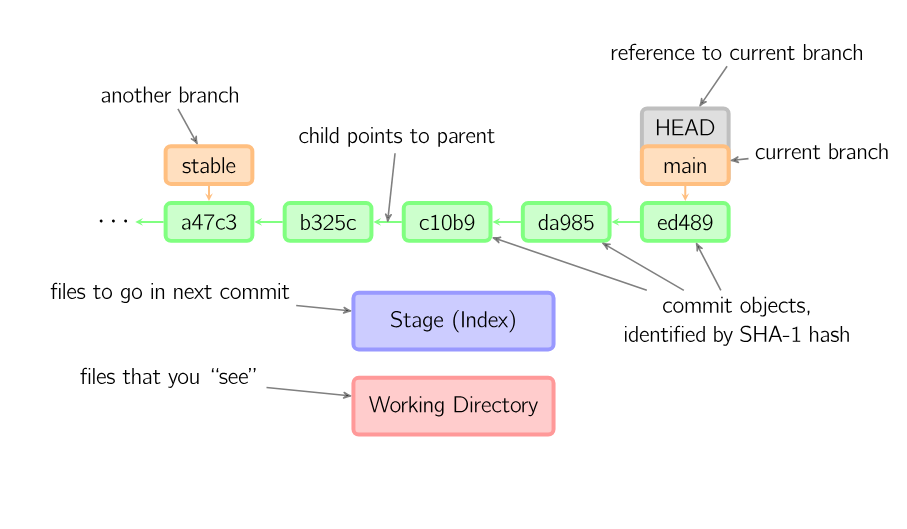 reference to current branch
another branch
HEAD
child points to parent
current branch
stable
main
··· a47c3 b325c c10b9 da985 ed489
files to go in next commit
commit objects,
identified by SHA-1 hash
Stage (Index)
files that you “see”
Working Directory